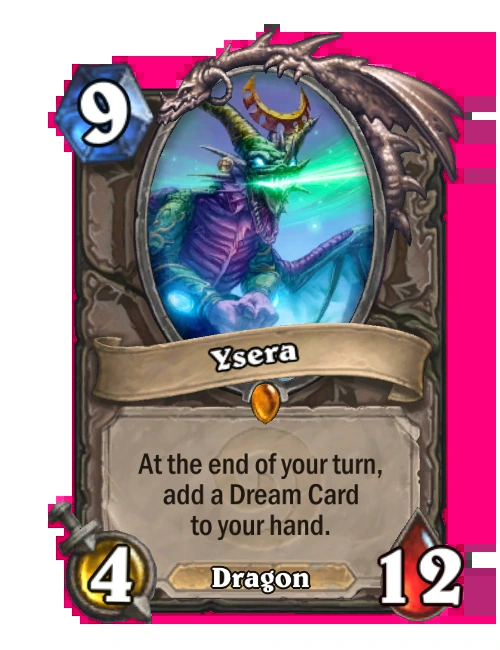 9
Ysera
At the end of your turn,
add a Dream Card
to your hand.
4
Dragon
12